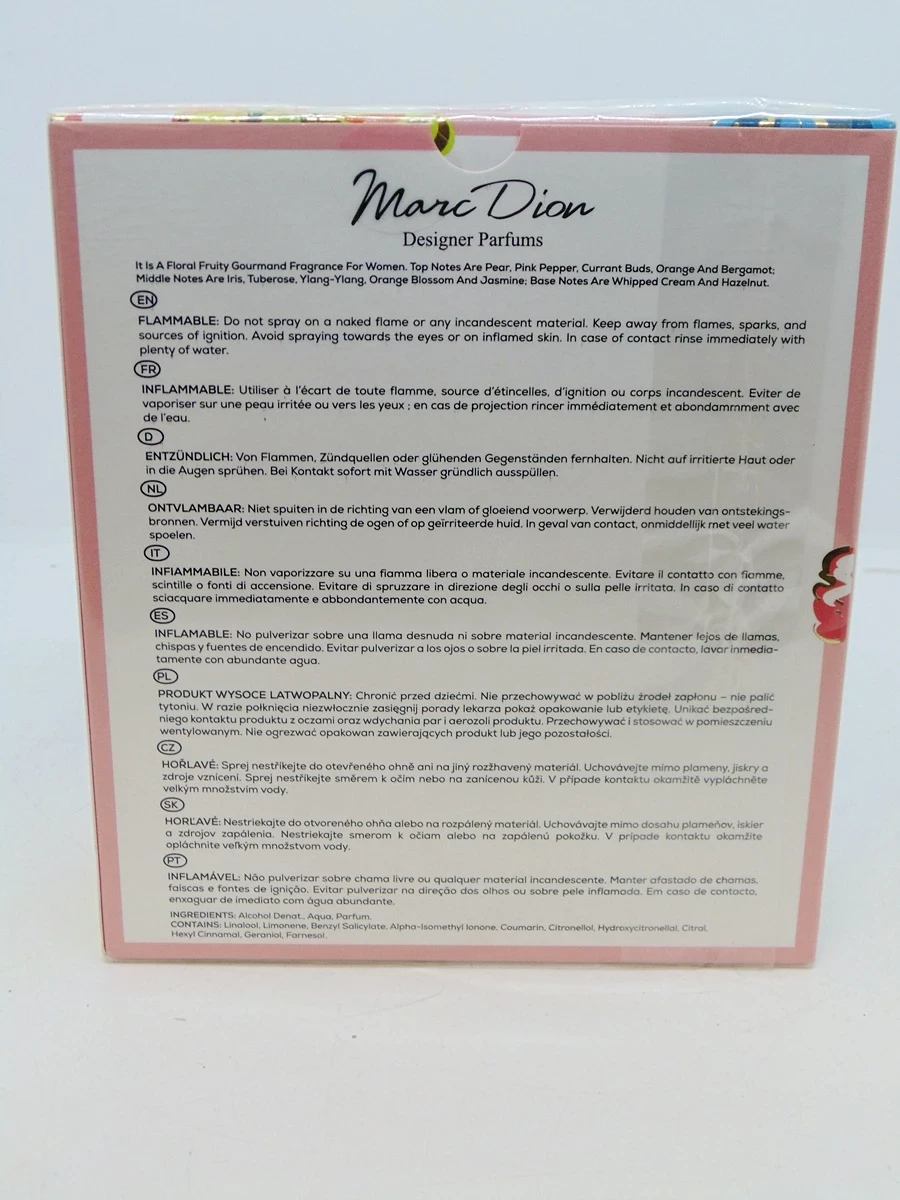 Marc Dion
Designer Parfums
It Is A Floral Fruity Gourmand Fragrance For Women. Top Notes Are Pear, Pink Pepper, Currant Buds, Orange And Bergamot;
Middle Notes Are Iris, Tuberose, Ylang-Ylang, Orange Blossom And Jasmine; Base Notes Are Whipped Cream And Hazelnut.
EN
FLAMMABLE: Do not spray on a naked flame or any incandescent material. Keep away from flames, sparks, and
sources of ignition. Avoid spraying towards the eyes or on inflamed skin. In case of contact rinse immediately with
plenty of water.
FR
INFLAMMABLE: Utiliser à l'écart de toute flamme, source d'étincelles, d'ignition ou corps incandescent. Eviter de
vaporiser sur une peau irritée ou vers les yeux ; en cas de projection rincer immédiatement et abondamrnment avec
de l'eau.
D
ENTZÜNDLICH: Von Flammen, Zündquellen oder glühenden Gegenständen fernhalten. Nicht auf irritierte Haut oder
in die Augen sprühen. Bei Kontakt sofort mit Wasser gründlich ausspüllen.
NL
ONTVLAMBAAR: Niet spuiten in de richting van een vlam of gloeiend voorwerp. Verwijderd houden van ontstekings-
bronnen. Vermijd verstuiven richting de ogen of op geïrriteerde huid. In geval van contact, onmiddellijk met veel water
spoelen.
IT
INFIAMMABILE: Non vaporizzare su una fiamma libera o materiale incandescente. Evitare il contatto con fiamme,
scintille o fonti di accensione. Evitare di spruzzare in direzione degli occhi o sulla pelle irritata. In caso di contatto
sciacquare immediatamente e abbondantemente con acqua.
ES
INFLAMABLE: No pulverizar sobre una llama desnuda ni sobre material incandescente. Mantener lejos de llamas,
chispas y fuentes de encendido. Evitar pulverizar a los ojos o sobre la piel irritada. En caso de contacto, lavar inmedia-
tamente con abundante agua.
PL
PRODUKT WYSOCE LATWOPALNY: Chronić przed dziećmi. Nie przechowywać w pobliżu źrodeł zapłonu – nie palić
tytoniu. W razie połknięcia niezwłocznie zasięgnij porady lekarza pokaż opakowanie lub etykietę. Unikać bezpośred-
niego kontaktu produktu z oczami oraz wdychania par i aerozoli produktu. Przechowywać i stosować w pomieszczeniu
wentylowanym. Nie ogrzewać opakowan zawierających produkt lub jego pozostałości.
CZ
HOŘLAVÉ: Sprej nestříkejte do otevřeného ohně ani na jiný rozžhavený materiál. Uchovávejte mimo plameny, jiskry a
zdroje vznícení. Sprej nestříkejte směrem k očím nebo na zanícenou kůži. V případe kontaktu okamžitě vypláchněte
velkým množstvím vody.
SK
HORĽAVÉ: Nestriekajte do otvoreného ohňa alebo na rozpálený materiál. Uchovávajte mimo dosahu plameňov, iskier
a zdrojov zapálenia. Nestriekajte smerom k očiam alebo na zapálenú pokožku. V prípade kontaktu okamžite
opláchnite veľkým množstvom vody.
PT
INFLAMÁVEL: Não pulverizar sobre chama livre ou qualquer material incandescente. Manter afastado de chamas,
faiscas e fontes de ignição. Evitar pulverizar na direção dos olhos ou sobre pele inflamada. Em caso de contacto,
enxaguar de imediato com água abundante.
INGREDIENTS: Alcohol Denat., Aqua, Parfum.
CONTAINS: Linalool, Limonene, Benzyl Salicylate, Alpha-Isomethyl Ionone, Coumarin, Citronellol, Hydroxycitronellal, Citral,
Hexyl Cinnamal, Geraniol, Farnesol.